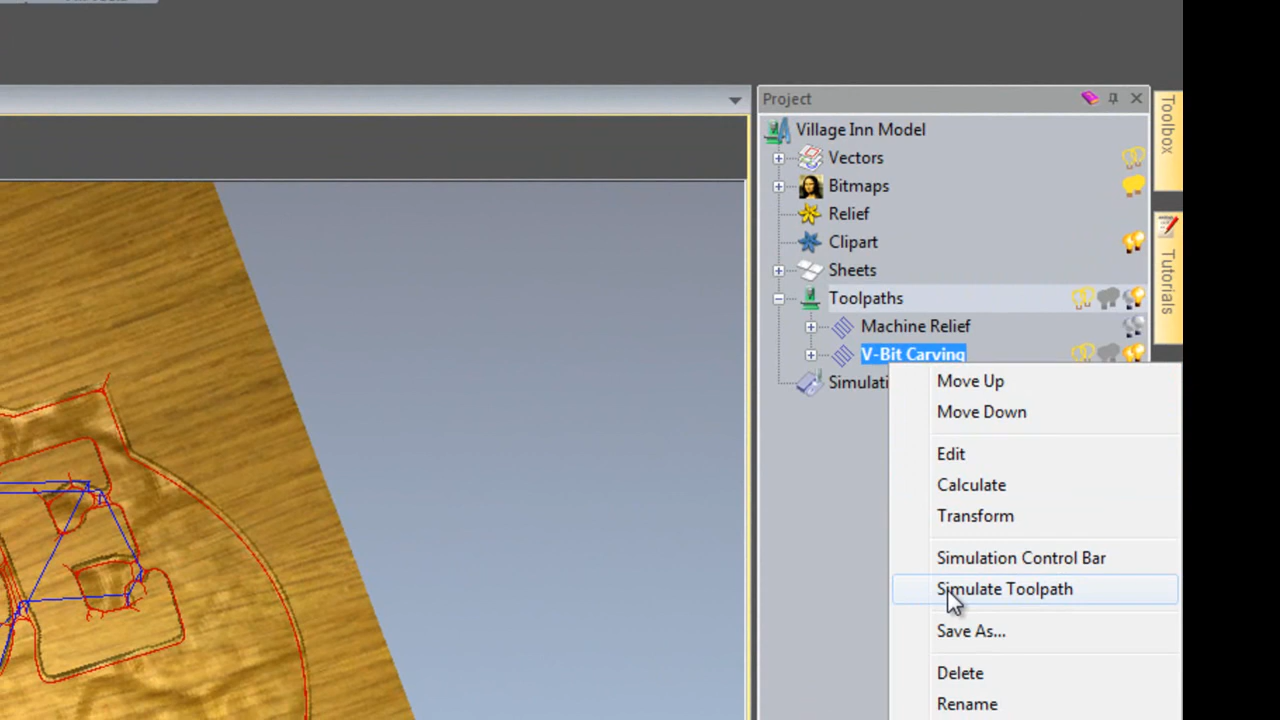 Project
Toolbox
Village Inn Model
Vectors
Bitmaps
Relief
Clipart
Tutorials
Sheets
Toolpaths
Machine Relief
V-Bit Carving
Simulati
Move Up
Move Down
Edit
Calculate
Transform
Simulation Control Bar
Simulate Toolpath
Save As...
Delete
Rename